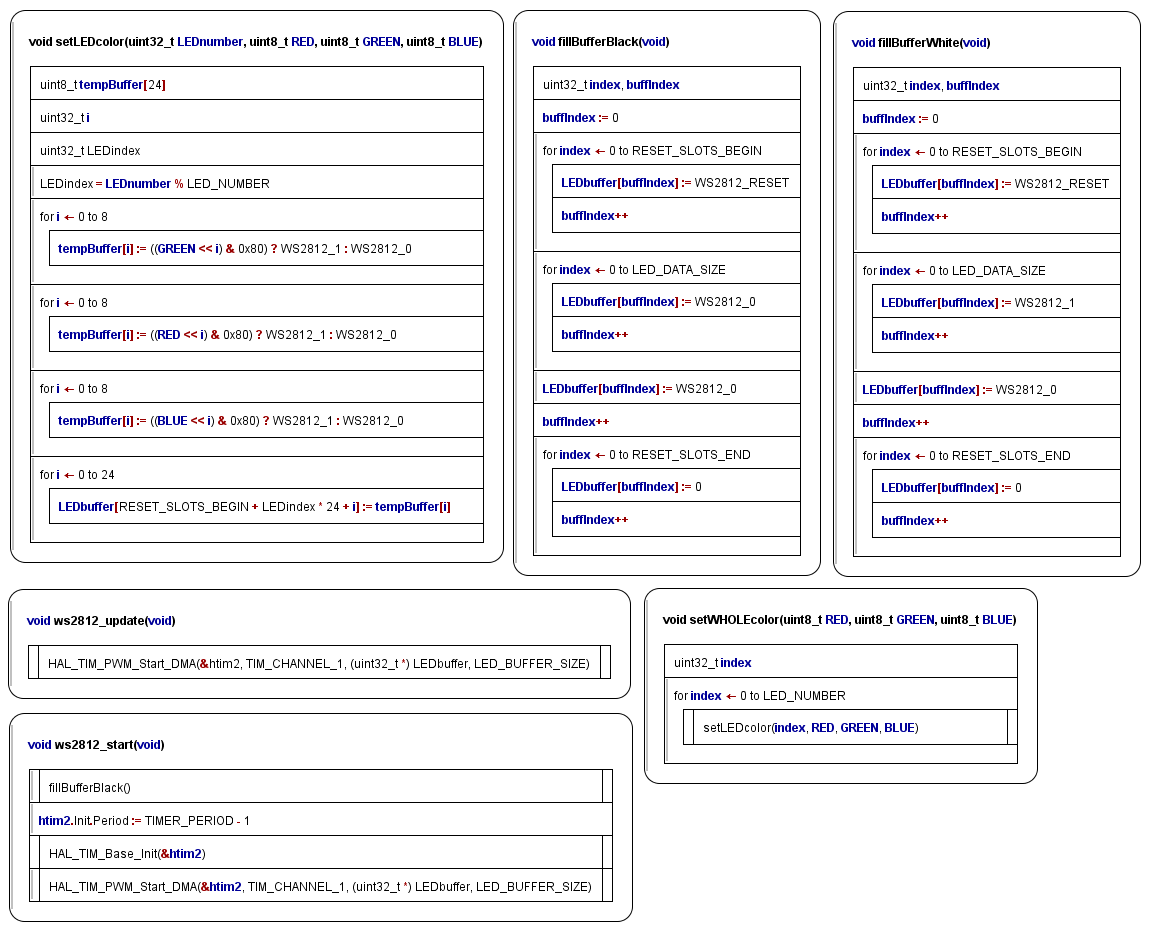 void setLEDcolor(uint32_t LEDnumber, uint8_t RED, uint8_t GREEN, uint8_t BLUE)
uint8_t tempBuffer[24]
uint32_t i
uint32_t LEDindex
LEDindex = LEDnumber % LED_NUMBER
for i ← 0 to 8
tempBuffer[i] := ((GREEN << i) & 0x80) ? WS2812_1 : WS2812_0
for i ← 0 to 8
tempBuffer[i] := ((RED << i) & 0x80) ? WS2812_1 : WS2812_0
for i ← 0 to 8
tempBuffer[i] := ((BLUE << i) & 0x80) ? WS2812_1 : WS2812_0
for i ← 0 to 24
LEDbuffer[RESET_SLOTS_BEGIN + LEDindex * 24 + i] := tempBuffer[i]
void fillBufferBlack(void)
uint32_t index, buffIndex
buffIndex := 0
for index ← 0 to RESET_SLOTS_BEGIN
LEDbuffer[buffIndex] := WS2812_RESET
buffIndex++
for index ← 0 to LED_DATA_SIZE
LEDbuffer[buffIndex] := WS2812_0
buffIndex++
LEDbuffer[buffIndex] := WS2812_0
buffIndex++
for index ← 0 to RESET_SLOTS_END
LEDbuffer[buffIndex] := 0
buffIndex++
void fillBufferWhite(void)
uint32_t index, buffIndex
buffIndex := 0
for index ← 0 to RESET_SLOTS_BEGIN
LEDbuffer[buffIndex] := WS2812_RESET
buffIndex++
for index ← 0 to LED_DATA_SIZE
LEDbuffer[buffIndex] := WS2812_1
buffIndex++
LEDbuffer[buffIndex] := WS2812_0
buffIndex++
for index ← 0 to RESET_SLOTS_END
LEDbuffer[buffIndex] := 0
buffIndex++
void ws2812_update(void)
HAL_TIM_PWM_Start_DMA(&htim2, TIM_CHANNEL_1, (uint32_t *) LEDbuffer, LED_BUFFER_SIZE)
void setWHOLEcolor(uint8_t RED, uint8_t GREEN, uint8_t BLUE)
uint32_t index
for index ← 0 to LED_NUMBER
setLEDcolor(index, RED, GREEN, BLUE)
void ws2812_start(void)
fillBufferBlack()
htim2.Init.Period := TIMER_PERIOD - 1
HAL_TIM_Base_Init(&htim2)
HAL_TIM_PWM_Start_DMA(&htim2, TIM_CHANNEL_1, (uint32_t *) LEDbuffer, LED_BUFFER_SIZE)